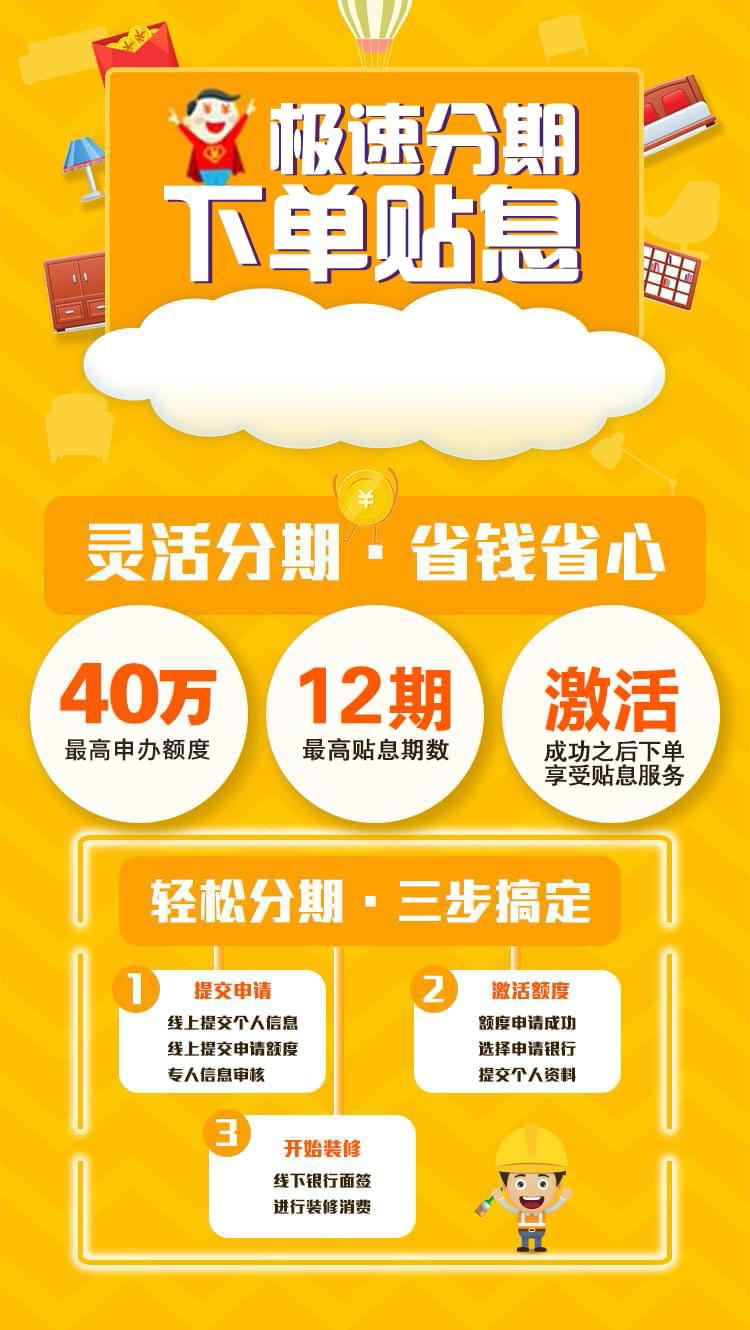 极速分期
下单贴息
灵活分期·省钱省心
40万
最高申办额度
12期
最高贴息期数
激活
成功之后下单
享受贴息服务
轻松分期·三步搞定
1
提交申请
线上提交个人信息
线上提交申请额度
专人信息审核
2
激活额度
额度申请成功
选择申请银行
提交个人资料
3
开始装修
线下银行面签
进行装修消费